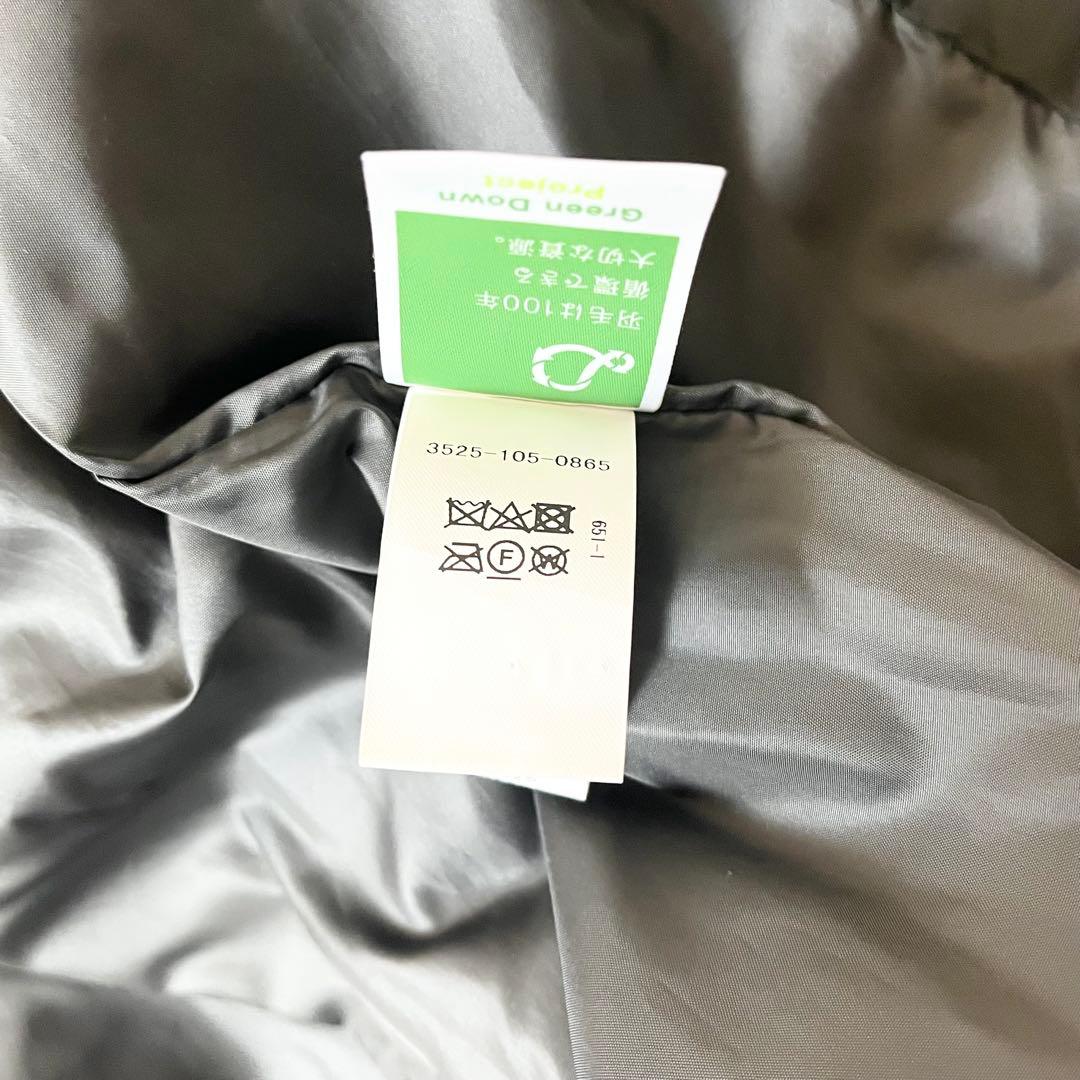 Green Down
Project
羽毛は100年
循環できる
大切な資源。
3525-105-0865
651-1
F
W